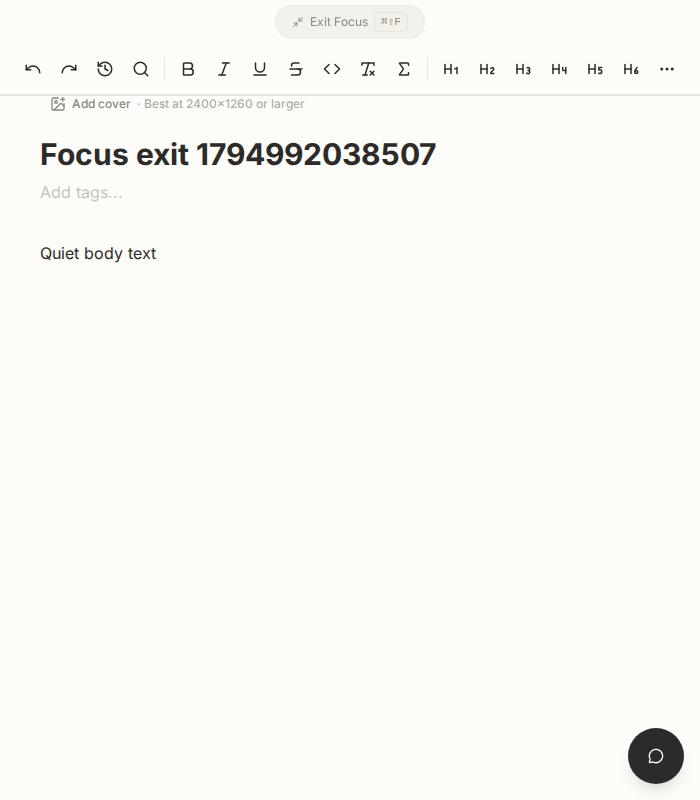 Exit Focus ⌘⇧F
B I U S <> Tx Σ H1 H2 H3 H4 H5 H6
Add cover · Best at 2400×1260 or larger
Focus exit 1794992038507
Add tags...
Quiet body text